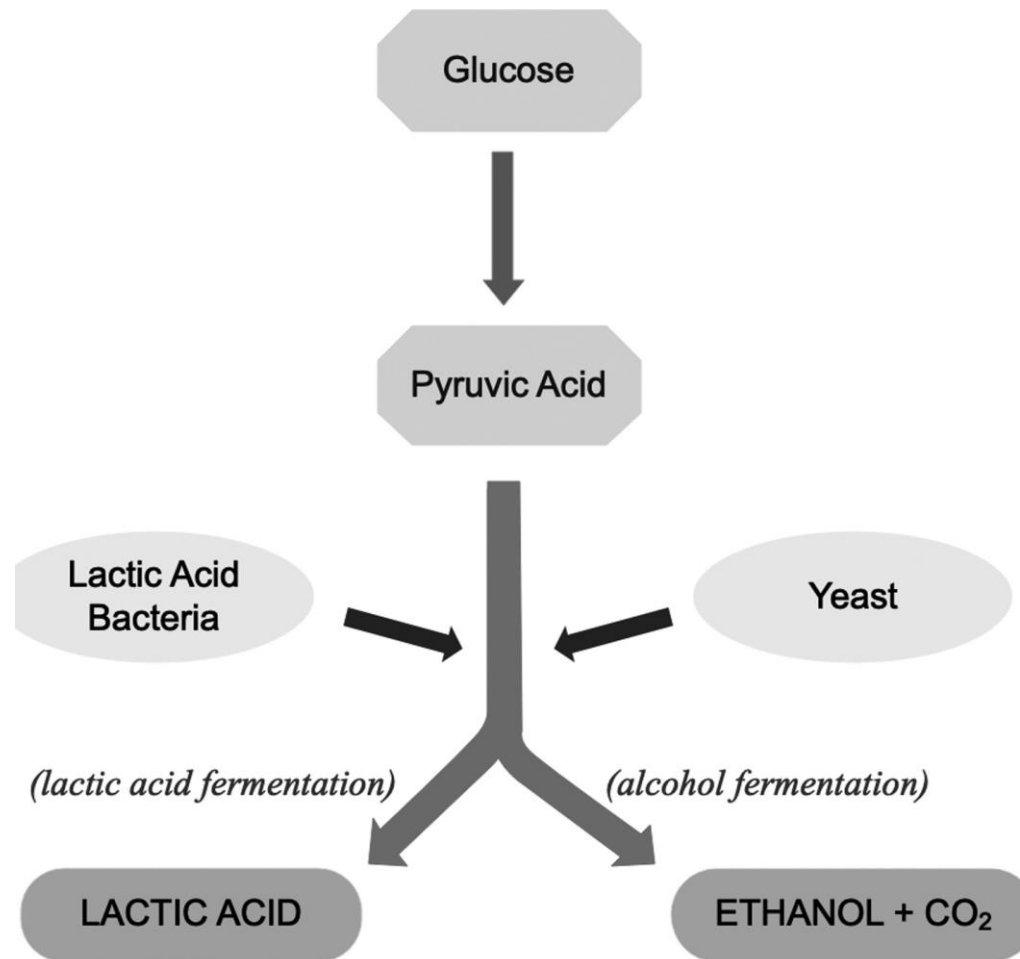 Glucose
Pyruvic Acid
Lactic Acid
Bacteria
Yeast
(lactic acid fermentation)
(alcohol fermentation)
LACTIC ACID
ETHANOL + CO₂